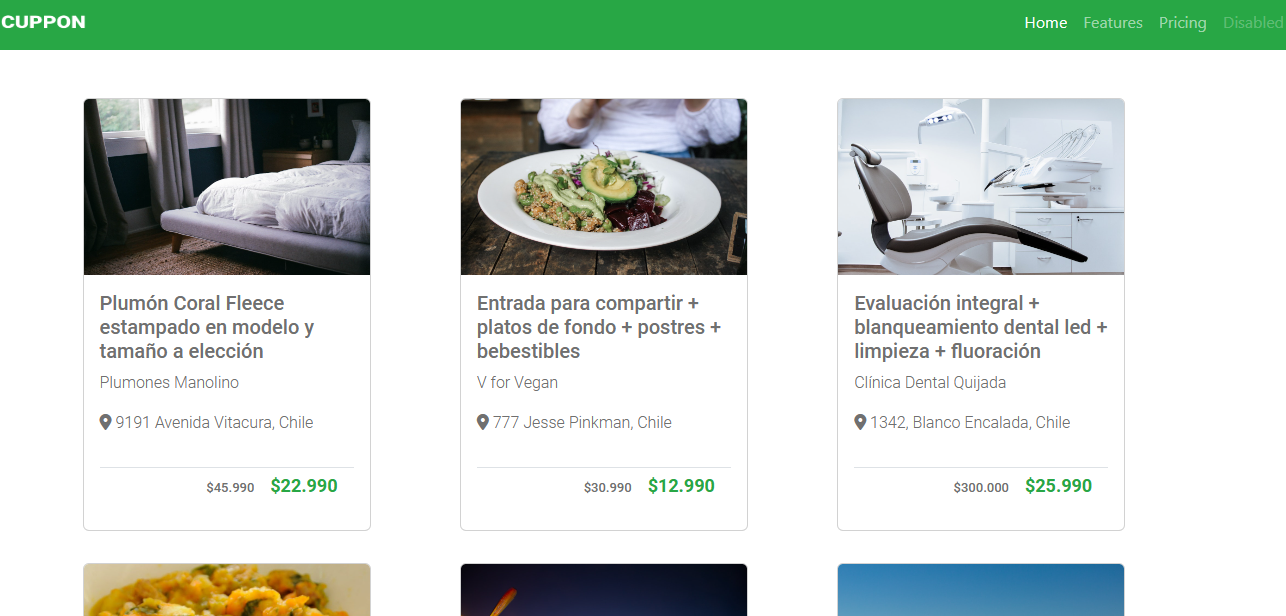 CUPPON
Home Features Pricing Disabled
Plumón Coral Fleece
estampado en modelo y
tamaño a elección
Plumones Manolino
9191 Avenida Vitacura, Chile
$45.990 $22.990
Entrada para compartir +
platos de fondo + postres +
bebestibles
V for Vegan
777 Jesse Pinkman, Chile
$30.990 $12.990
Evaluación integral +
blanqueamiento dental led +
limpieza + fluoración
Clínica Dental Quijada
1342, Blanco Encalada, Chile
$300.000 $25.990